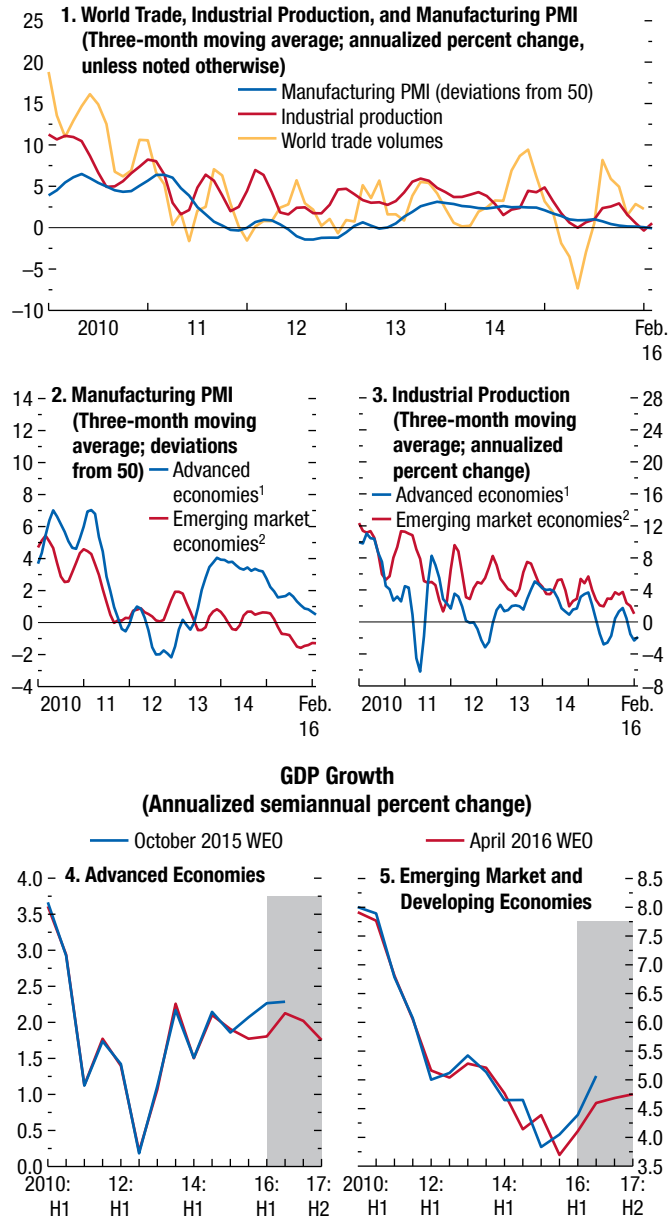 1. World Trade, Industrial Production, and Manufacturing PMI
(Three-month moving average; annualized percent change,
unless noted otherwise)
Manufacturing PMI (deviations from 50)
Industrial production
World trade volumes
25
20
15
10
5
0
–5
–10
2010 11 12 13 14 Feb.
16
2. Manufacturing PMI
(Three-month moving
average; deviations
from 50)
Advanced
economies1
Emerging market
economies2
14
12
10
8
6
4
2
0
–2
–4
2010 11 12 13 14 Feb.
16
3. Industrial Production
(Three-month moving
average; annualized
percent change)
Advanced economies1
Emerging market economies2
28
24
20
16
12
8
4
0
–4
–8
2010 11 12 13 14 Feb.
16
GDP Growth
(Annualized semiannual percent change)
October 2015 WEO
April 2016 WEO
4. Advanced Economies
4.0
3.5
3.0
2.5
2.0
1.5
1.0
0.5
0.0
2010: 12: 14: 16: 17:
H1 H1 H1 H1 H2
5. Emerging Market and
Developing Economies
8.5
8.0
7.5
7.0
6.5
6.0
5.5
5.0
4.5
4.0
3.5
2010: 12: 14: 16: 17:
H1 H1 H1 H1 H2